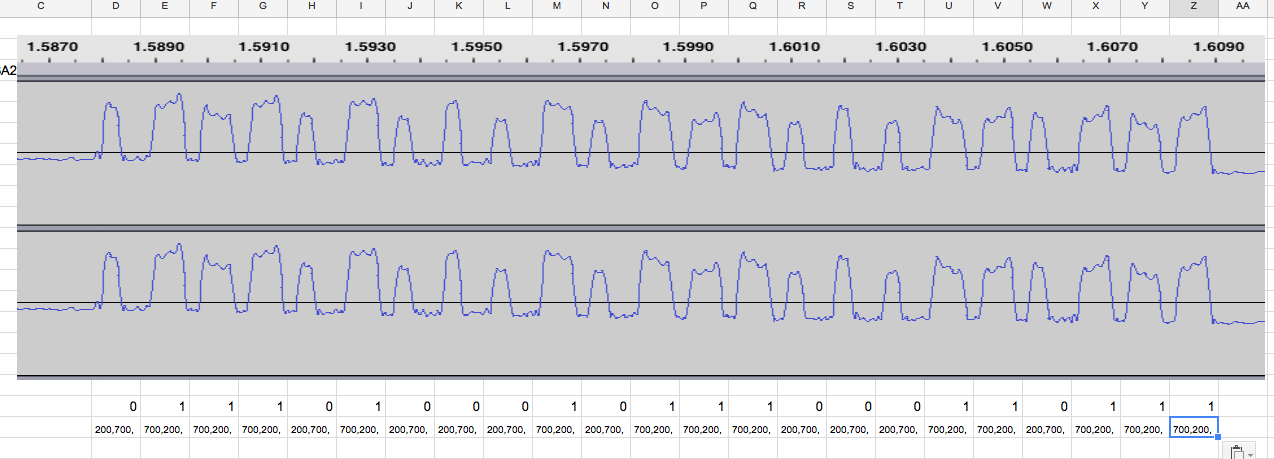 C D E F G H I J K L M N O P Q R S T U V W X Y Z AA
1.5870 1.5890 1.5910 1.5930 1.5950 1.5970 1.5990 1.6010 1.6030 1.6050 1.6070 1.6090
A2
0 1 1 1 0 1 0 0 0 1 0 1 1 1 0 0 0 1 1 0 1 1 1
200,700, 700,200, 700,200, 700,200, 200,700, 700,200, 200,700, 200,700, 200,700, 700,200, 200,700, 700,200, 700,200, 700,200, 200,700, 200,700, 200,700, 700,200, 700,200, 200,700, 700,200, 700,200, 700,200,